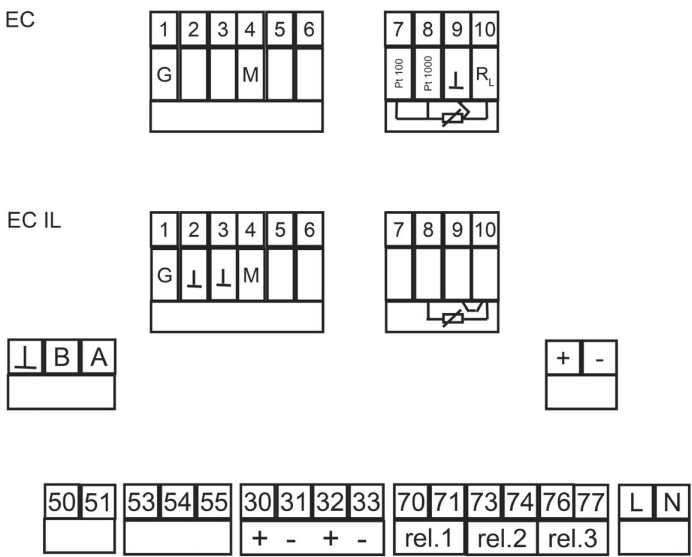 EC
1 2 3 4 5 6
7 8 9 10
G M
Pt 100 Pt 1000 ⊥ RL
EC IL
1 2 3 4 5 6
7 8 9 10
G ⊥ ⊥ M
⊥ B A
+ -
50 51 53 54 55 30 31 32 33 70 71 73 74 76 77 L N
+ - + - rel.1 rel.2 rel.3